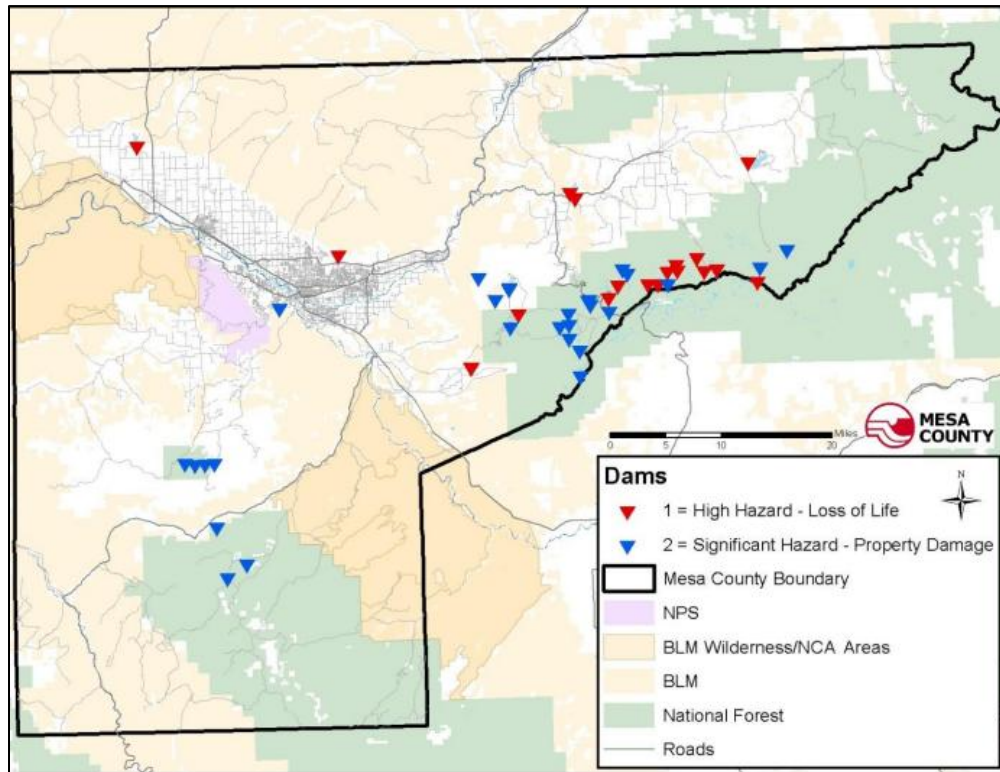 MESA
COUNTY
Miles
0 5 10 20
Dams
N
1 = High Hazard - Loss of Life
2 = Significant Hazard - Property Damage
Mesa County Boundary
NPS
BLM Wilderness/NCA Areas
BLM
National Forest
Roads